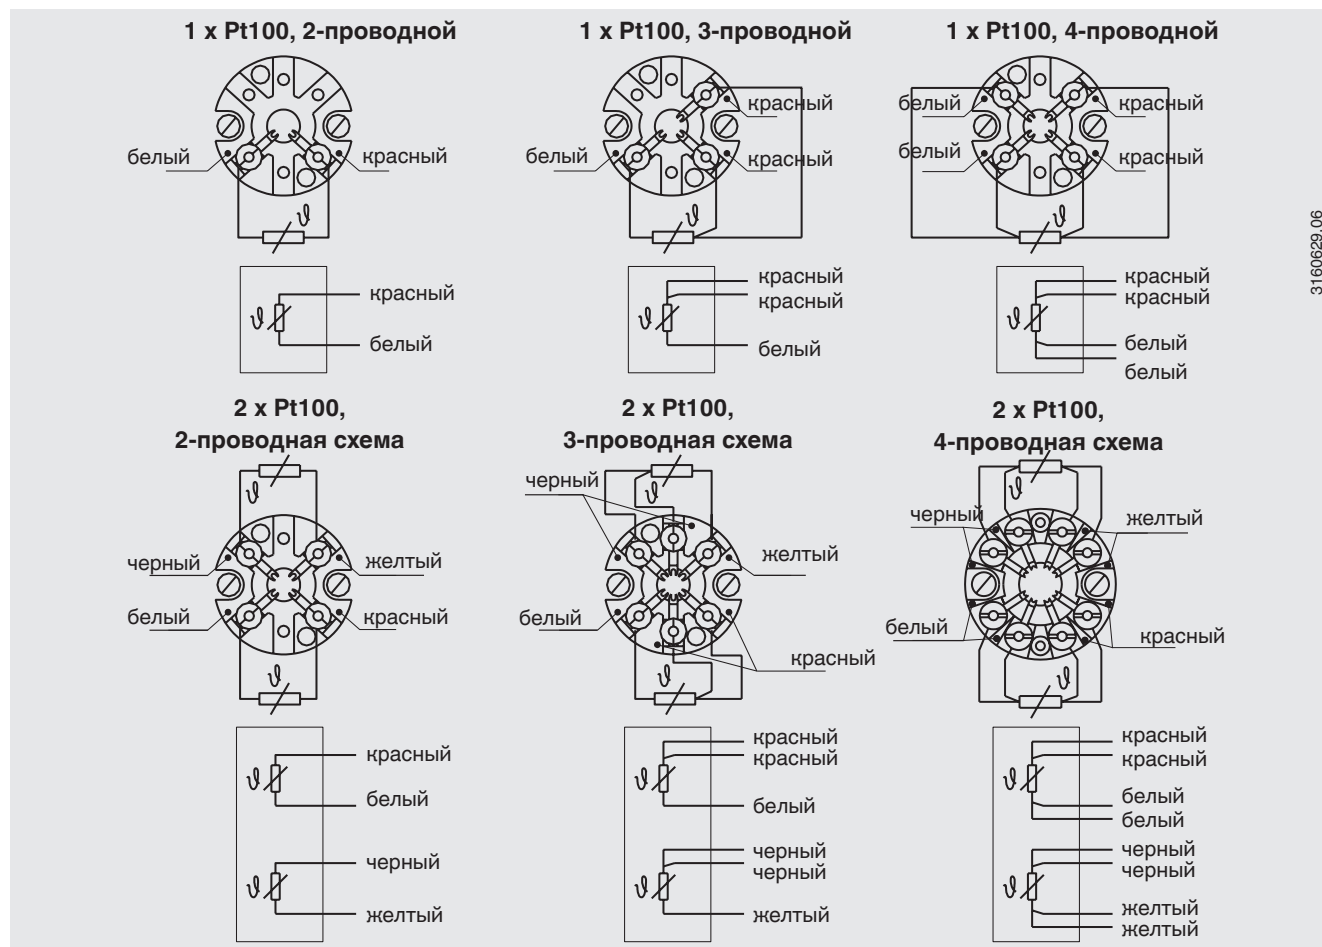 1 x Pt100, 2-проводной
1 x Pt100, 3-проводной
1 x Pt100, 4-проводной
белый
красный
ϑ
красный
белый
красный
красный
ϑ
белый
белый
красный
красный
ϑ
ϑ
красный
белый
ϑ
красный
красный
белый
ϑ
красный
красный
белый
белый
3160629.06
2 x Pt100,
2-проводная схема
2 x Pt100,
3-проводная схема
2 x Pt100,
4-проводная схема
ϑ
черный
желтый
белый
красный
ϑ
черный
ϑ
желтый
белый
красный
ϑ
ϑ
черный
желтый
белый
красный
ϑ
ϑ
красный
белый
ϑ
черный
желтый
ϑ
красный
красный
белый
ϑ
черный
черный
желтый
ϑ
красный
красный
белый
белый
ϑ
черный
черный
желтый
желтый